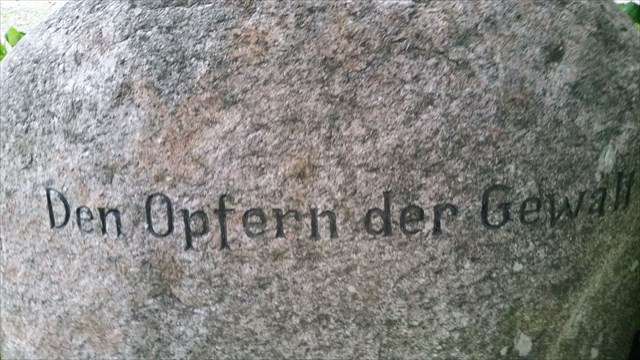 Den Opfern der Gewalt